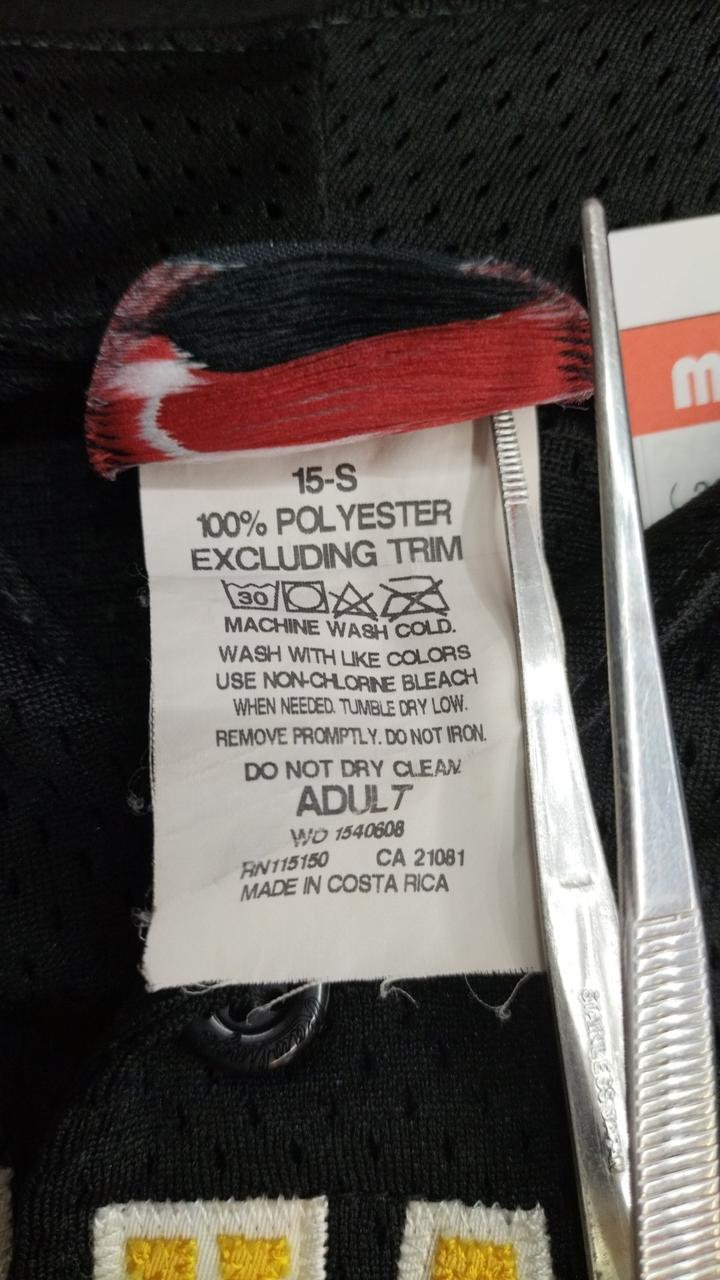 15-S
100% POLYESTER
EXCLUDING TRIM
30
MACHINE WASH COLD.
WASH WITH LIKE COLORS
USE NON-CHLORINE BLEACH
WHEN NEEDED. TUMBLE DRY LOW.
REMOVE PROMPTLY. DO NOT IRON.
DO NOT DRY CLEAN.
ADULT
WO 1540608
RN115150 CA 21081
MADE IN COSTA RICA
m
STAINLESS